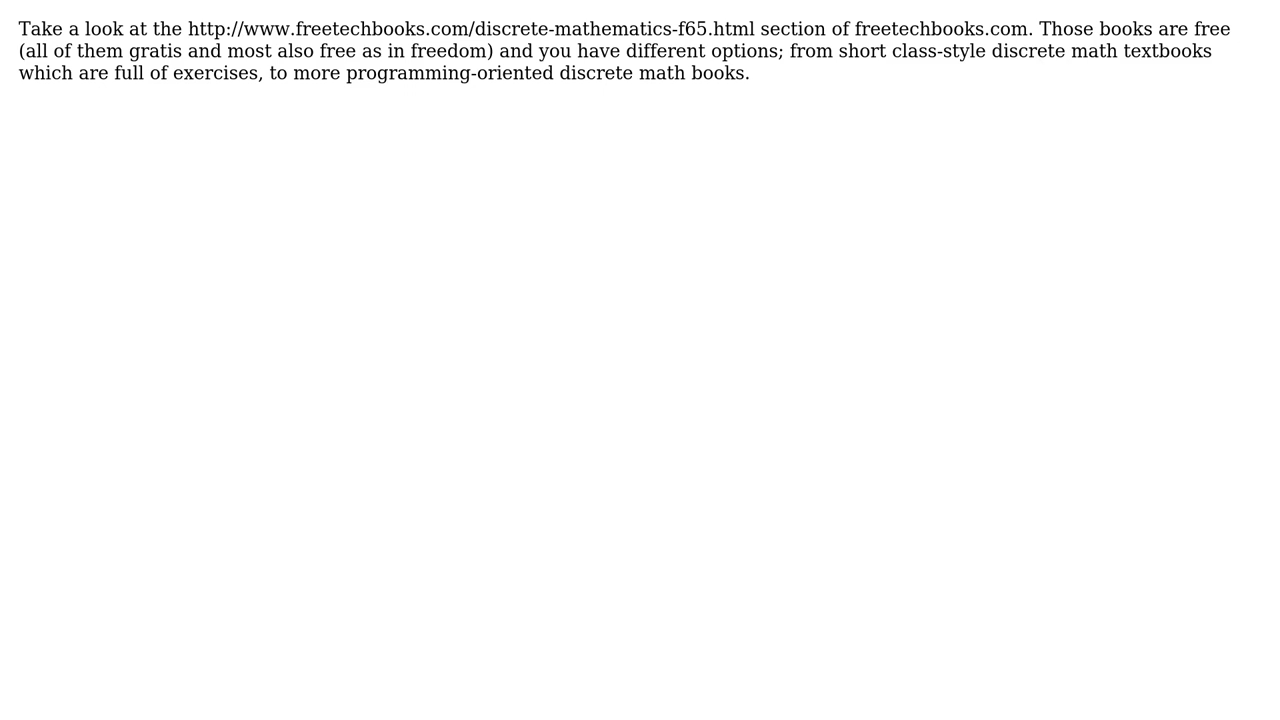 Take a look at the http://www.freetechbooks.com/discrete-mathematics-f65.html section of freetechbooks.com. Those books are free
(all of them gratis and most also free as in freedom) and you have different options; from short class-style discrete math textbooks
which are full of exercises, to more programming-oriented discrete math books.